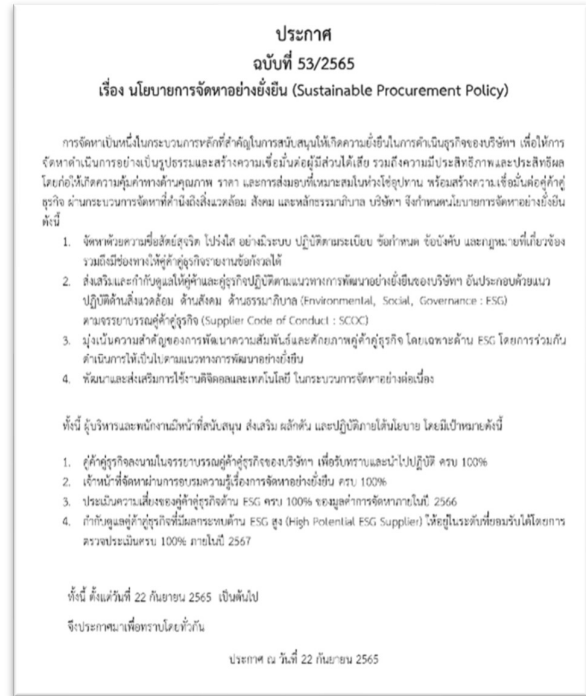 ประกาศ
ฉบับที่ 53/2565
เรื่อง นโยบายการจัดหาอย่างยั่งยืน (Sustainable Procurement Policy)
การจัดหาเป็นหนึ่งในกระบวนการหลักที่สำคัญในการสนับสนุนให้เกิดความยั่งยืนในการดำเนินธุรกิจของบริษัทฯ เพื่อให้การ
จัดหาดำเนินการอย่างเป็นรูปธรรมและสร้างความเชื่อมั่นต่อผู้มีส่วนได้เสีย รวมถึงความมีประสิทธิภาพและประสิทธิผล
โดยก่อให้เกิดความคุ้มค่าทางด้านคุณภาพ ราคา และการส่งมอบที่เหมาะสมในห่วงโซ่อุปทาน พร้อมสร้างความเชื่อมั่นต่อคู่ค้าคู่
ธุรกิจ ผ่านกระบวนการจัดหาที่คำนึงถึงสิ่งแวดล้อม สังคม และหลักธรรมาภิบาล บริษัทฯ จึงกำหนดนโยบายการจัดหาอย่างยั่งยืน
ดังนี้
1. จัดหาด้วยความซื่อสัตย์สุจริต โปร่งใส อย่างมีระบบ ปฏิบัติตามระเบียบ ข้อกำหนด ข้อบังคับ และกฎหมายที่เกี่ยวข้อง
รวมถึงมีช่องทางให้คู่ค้าคู่ธุรกิจรายงานข้อกังวลได้
2. ส่งเสริมและกำกับดูแลให้คู่ค้าและคู่ธุรกิจปฏิบัติตามแนวทางการพัฒนาอย่างยั่งยืนของบริษัทฯ อันประกอบด้วยแนว
ปฏิบัติด้านสิ่งแวดล้อม ด้านสังคม ด้านธรรมาภิบาล (Environmental, Social, Governance : ESG)
ตามจรรยาบรรณคู่ค้าคู่ธุรกิจ (Supplier Code of Conduct : SCOC)
3. มุ่งเน้นความสำคัญของการพัฒนาความสัมพันธ์และศักยภาพคู่ค้าคู่ธุรกิจ โดยเฉพาะด้าน ESG โดยการร่วมกัน
ดำเนินการให้เป็นไปตามแนวทางการพัฒนาอย่างยั่งยืน
4. พัฒนาและส่งเสริมการใช้งานดิจิตอลและเทคโนโลยี ในกระบวนการจัดหาอย่างต่อเนื่อง
ทั้งนี้ ผู้บริหารและพนักงานมีหน้าที่สนับสนุน ส่งเสริม ผลักดัน และปฏิบัติภายใต้นโยบาย โดยมีเป้าหมายดังนี้
1. คู่ค้าคู่ธุรกิจลงนามในจรรยาบรรณคู่ค้าคู่ธุรกิจของบริษัทฯ เพื่อรับทราบและนำไปปฏิบัติ ครบ 100%
2. เจ้าหน้าที่จัดหาผ่านการอบรมความรู้เรื่องการจัดหาอย่างยั่งยืน ครบ 100%
3. ประเมินความเสี่ยงของคู่ค้าคู่ธุรกิจด้าน ESG ครบ 100% ของมูลค่าการจัดหาภายในปี 2566
4. กำกับดูแลคู่ค้าคู่ธุรกิจที่มีผลกระทบด้าน ESG สูง (High Potential ESG Supplier) ให้อยู่ในระดับที่ยอมรับได้โดยการ
ตรวจประเมินครบ 100% ภายในปี 2567
ทั้งนี้ ตั้งแต่วันที่ 22 กันยายน 2565 เป็นต้นไป
จึงประกาศมาเพื่อทราบโดยทั่วกัน
ประกาศ ณ วันที่ 22 กันยายน 2565